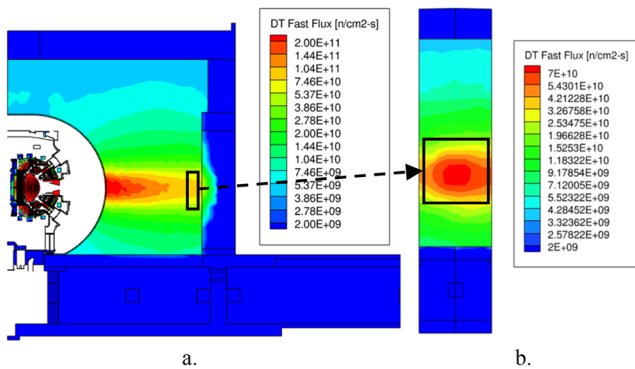 DT Fast Flux [n/cm2-s]
2.00E+11
1.44E+11
1.04E+11
7.46E+10
5.37E+10
3.86E+10
2.78E+10
2.00E+10
1.44E+10
1.04E+10
7.46E+09
5.37E+09
3.86E+09
2.78E+09
2.00E+09
a.
b.
DT Fast Flux [n/cm2-s]
7E+10
5.4301E+10
4.21228E+10
3.26758E+10
2.53475E+10
1.96628E+10
1.5253E+10
1.18322E+10
9.17854E+09
7.12005E+09
5.52322E+09
4.28452E+09
3.32362E+09
2.57822E+09
2E+09